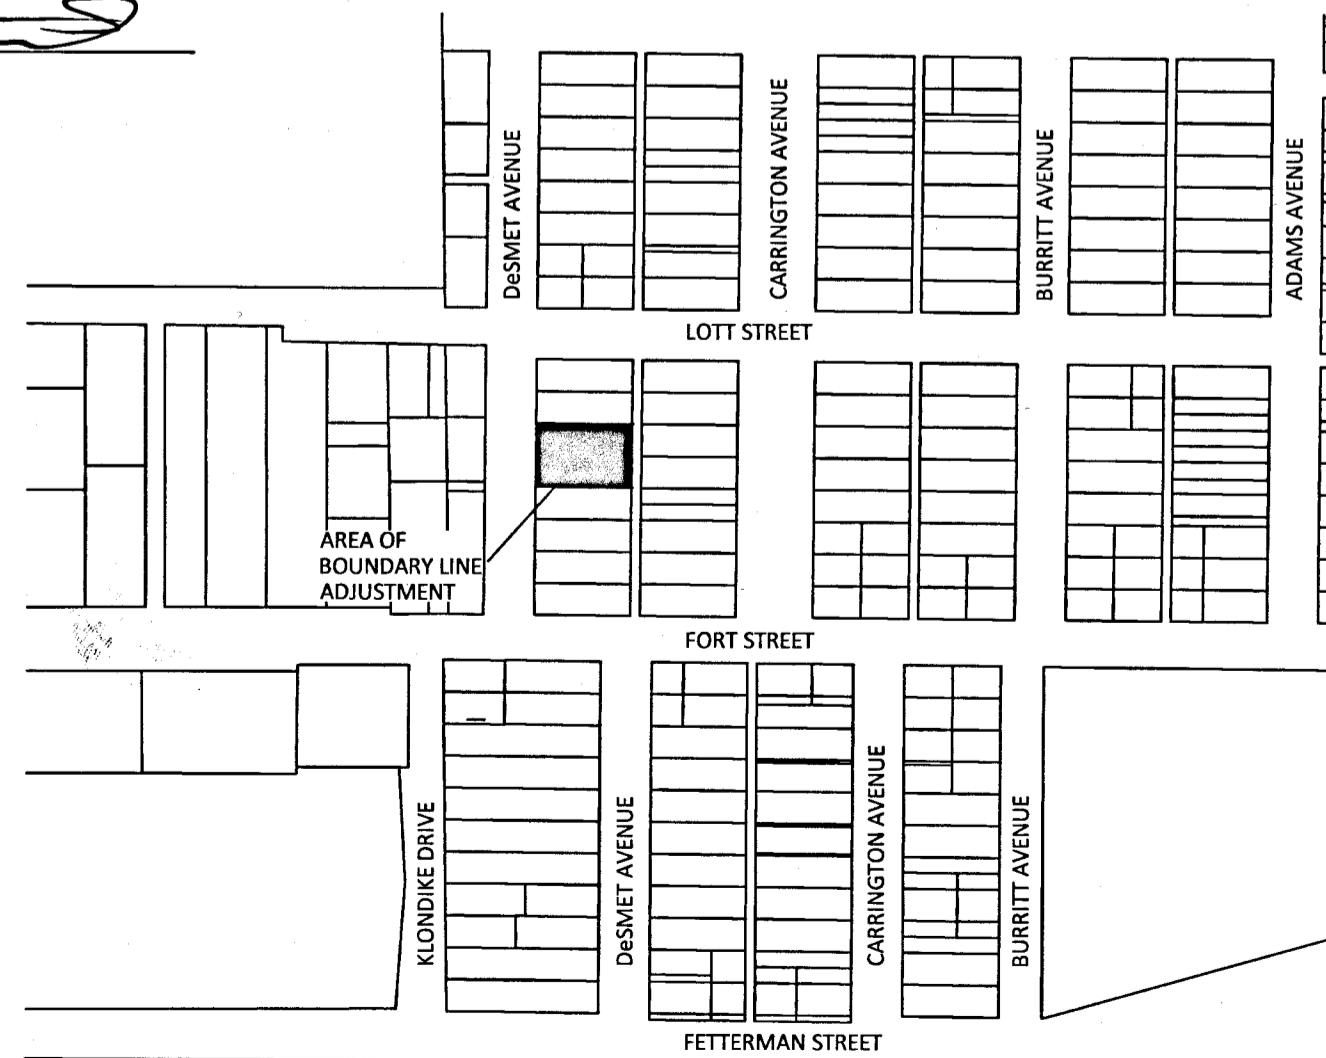 DeSMET AVENUE
CARRINGTON AVENUE
BURRITT AVENUE
ADAMS AVENUE
LOTT STREET
AREA OF
BOUNDARY LINE
ADJUSTMENT
FORT STREET
KLONDIKE DRIVE
DeSMET AVENUE
CARRINGTON AVENUE
BURRITT AVENUE
FETTERMAN STREET